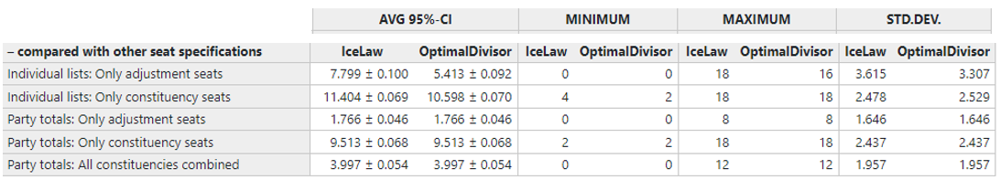 AVG 95%-CI MINIMUM MAXIMUM STD.DEV.
– compared with other seat specifications IceLaw OptimalDivisor IceLaw OptimalDivisor IceLaw OptimalDivisor IceLaw OptimalDivisor
Individual lists: Only adjustment seats 7.799 ± 0.100 5.413 ± 0.092 0 0 18 16 3.615 3.307
Individual lists: Only constituency seats 11.404 ± 0.069 10.598 ± 0.070 4 2 18 18 2.478 2.529
Party totals: Only adjustment seats 1.766 ± 0.046 1.766 ± 0.046 0 0 8 8 1.646 1.646
Party totals: Only constituency seats 9.513 ± 0.068 9.513 ± 0.068 2 2 18 18 2.437 2.437
Party totals: All constituencies combined 3.997 ± 0.054 3.997 ± 0.054 0 0 12 12 1.957 1.957